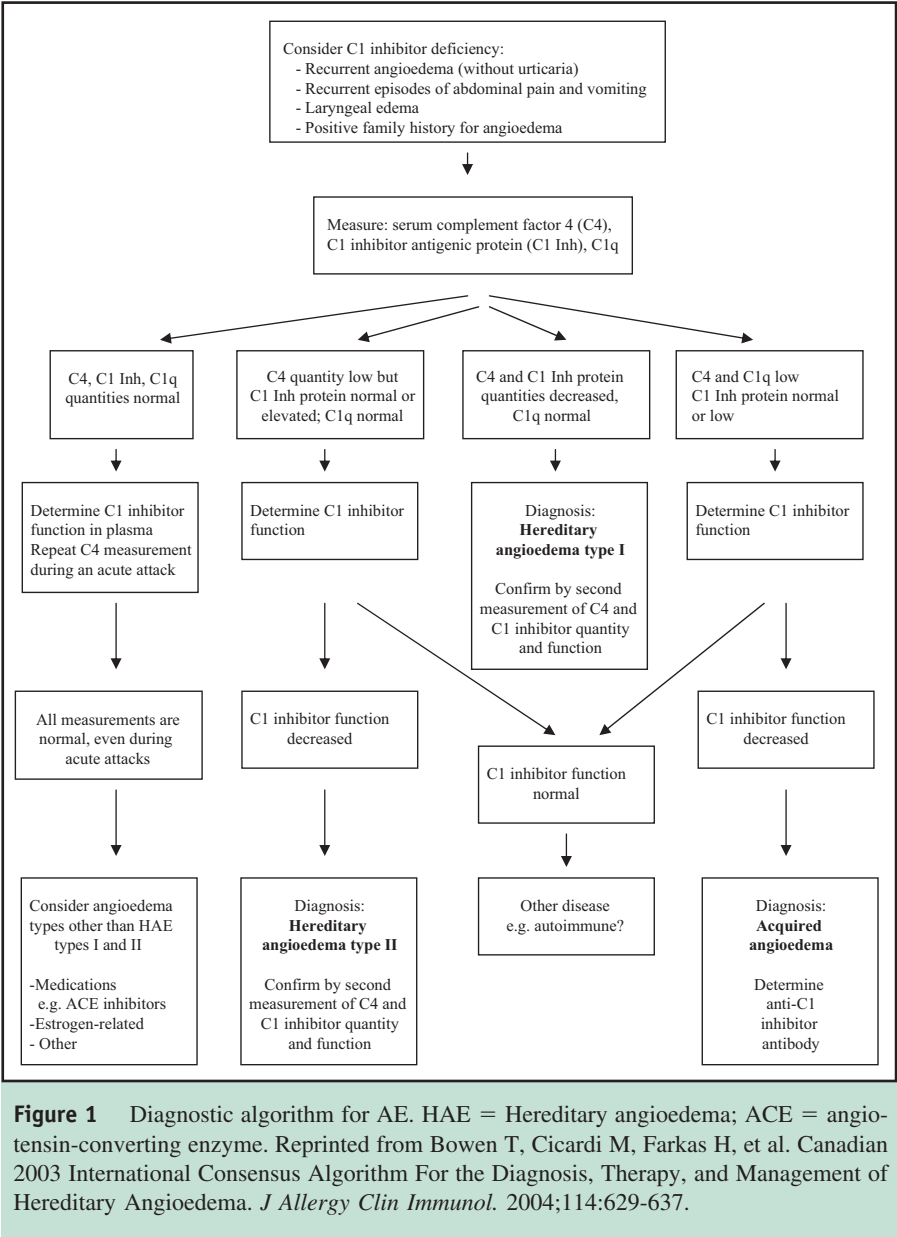 Consider C1 inhibitor deficiency:
- Recurrent angioedema (without urticaria)
- Recurrent episodes of abdominal pain and vomiting
- Laryngeal edema
- Positive family history for angioedema
Measure: serum complement factor 4 (C4),
C1 inhibitor antigenic protein (C1 Inh), C1q
C4, C1 Inh, C1q
quantities normal
C4 quantity low but
C1 Inh protein normal or
elevated; C1q normal
C4 and C1 Inh protein
quantities decreased,
C1q normal
C4 and C1q low
C1 Inh protein normal
or low
Determine C1 inhibitor
function in plasma
Repeat C4 measurement
during an acute attack
Determine C1 inhibitor
function
Diagnosis:
Hereditary
angioedema type I
Confirm by second
measurement of C4 and
C1 inhibitor quantity
and function
Determine C1 inhibitor
function
All measurements are
normal, even during
acute attacks
C1 inhibitor function
decreased
C1 inhibitor function
normal
C1 inhibitor function
decreased
Consider angioedema
types other than HAE
types I and II
-Medications
e.g. ACE inhibitors
-Estrogen-related
- Other
Diagnosis:
Hereditary
angioedema type II
Confirm by second
measurement of C4 and
C1 inhibitor quantity
and function
Other disease
e.g. autoimmune?
Diagnosis:
Acquired
angioedema
Determine
anti-C1
inhibitor
antibody
Figure 1 Diagnostic algorithm for AE. HAE = Hereditary angioedema; ACE = angio-
tensin-converting enzyme. Reprinted from Bowen T, Cicardi M, Farkas H, et al. Canadian
2003 International Consensus Algorithm For the Diagnosis, Therapy, and Management of
Hereditary Angioedema. J Allergy Clin Immunol. 2004;114:629-637.